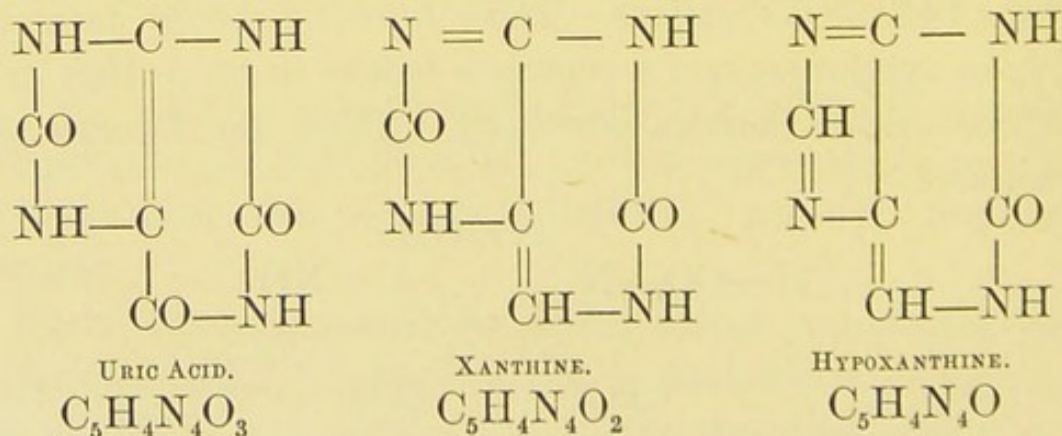 NH—C — NH N = C — NH N=C — NH
CO CO CH
NH—C CO NH—C CO N—C CO
CO—NH CH—NH CH—NH
URIC ACID. XANTHINE. HYPOXANTHINE.
C₅H₄N₄O₃ C₅H₄N₄O₂ C₅H₄N₄O